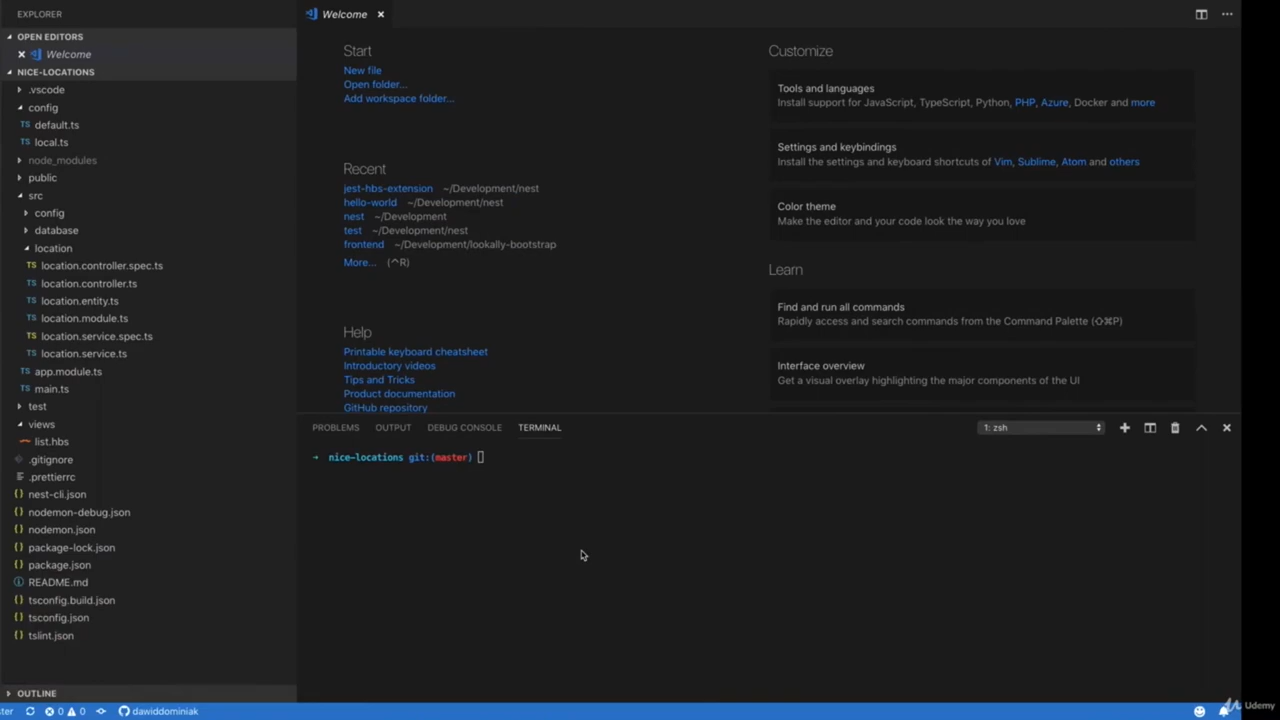 EXPLORER
OPEN EDITORS
Welcome
NICE-LOCATIONS
.vscode
config
default.ts
local.ts
node_modules
public
src
config
database
location
location.controller.spec.ts
location.controller.ts
location.entity.ts
location.module.ts
location.service.spec.ts
location.service.ts
app.module.ts
main.ts
test
views
list.hbs
.gitignore
.prettierrc
nest-cli.json
nodemon-debug.json
nodemon.json
package-lock.json
package.json
README.md
tsconfig.build.json
tsconfig.json
tslint.json
OUTLINE
Welcome
Start
New file
Open folder...
Add workspace folder...
Recent
jest-hbs-extension ~/Development/nest
hello-world ~/Development/nest
nest ~/Development
test ~/Development/nest
frontend ~/Development/lookally-bootstrap
More... (^R)
Help
Printable keyboard cheatsheet
Introductory videos
Tips and Tricks
Product documentation
GitHub repository
Customize
Tools and languages
Install support for JavaScript, TypeScript, Python, PHP, Azure, Docker and more
Settings and keybindings
Install the settings and keyboard shortcuts of Vim, Sublime, Atom and others
Color theme
Make the editor and your code look the way you love
Learn
Find and run all commands
Rapidly access and search commands from the Command Palette (⇧⌘P)
Interface overview
Get a visual overlay highlighting the major components of the UI
PROBLEMS OUTPUT DEBUG CONSOLE TERMINAL 1: zsh
→ nice-locations git:(master)
ter 0 0 dawiddominiak
Udemy